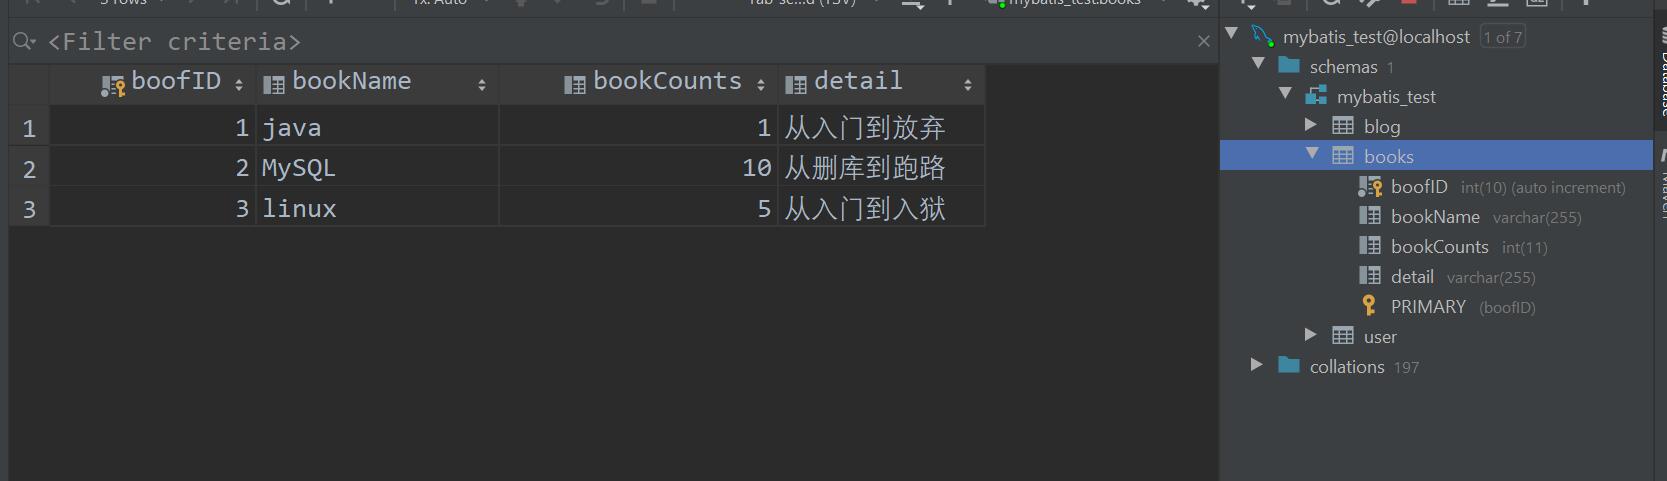 3 rows
Tx: Auto
Tab-se...d (TSV)
mybatis_test.books
<Filter criteria>
boofID bookName bookCounts detail
1 1 java 1 从入门到放弃
2 2 MySQL 10 从删库到跑路
3 3 linux 5 从入门到入狱
mybatis_test@localhost 1 of 7
schemas 1
mybatis_test
blog
books
boofID int(10) (auto increment)
bookName varchar(255)
bookCounts int(11)
detail varchar(255)
PRIMARY (boofID)
user
collations 197
Database